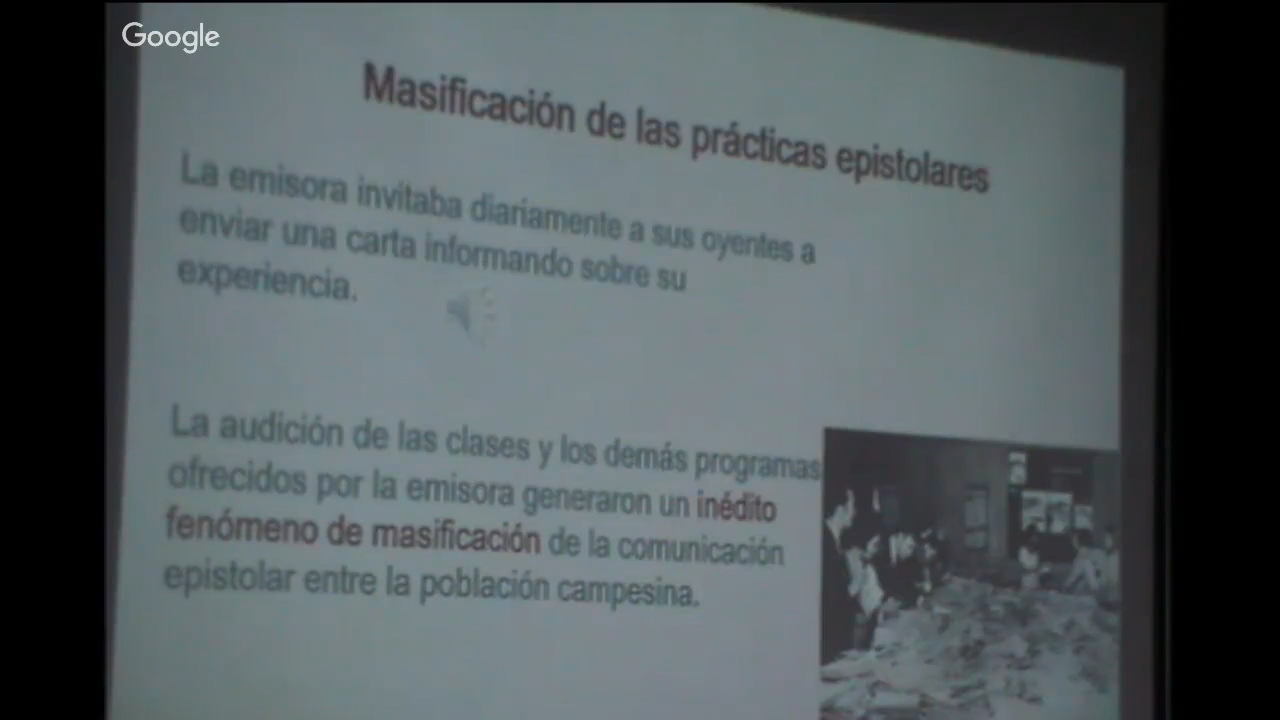 Google
Masificación de las prácticas epistolares
La emisora invitaba diariamente a sus oyentes a
enviar una carta informando sobre su
experiencia.
La audición de las clases y los demás programas
ofrecidos por la emisora generaron un inédito
fenómeno de masificación de la comunicación
epistolar entre la población campesina.